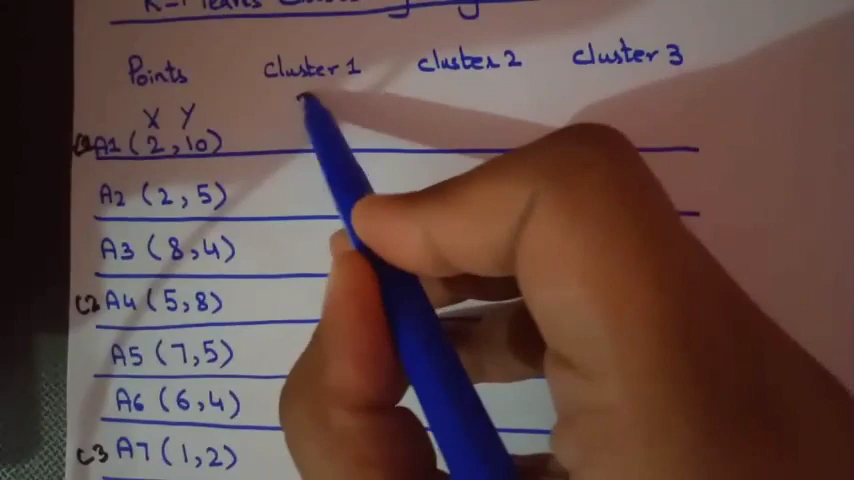 K-Means
Points Cluster 1 Cluster 2 Cluster 3
X Y
A1 (2, 10)
A2 (2, 5)
A3 (8, 4)
C2 A4 (5, 8)
A5 (7, 5)
A6 (6, 4)
C3 A7 (1, 2)